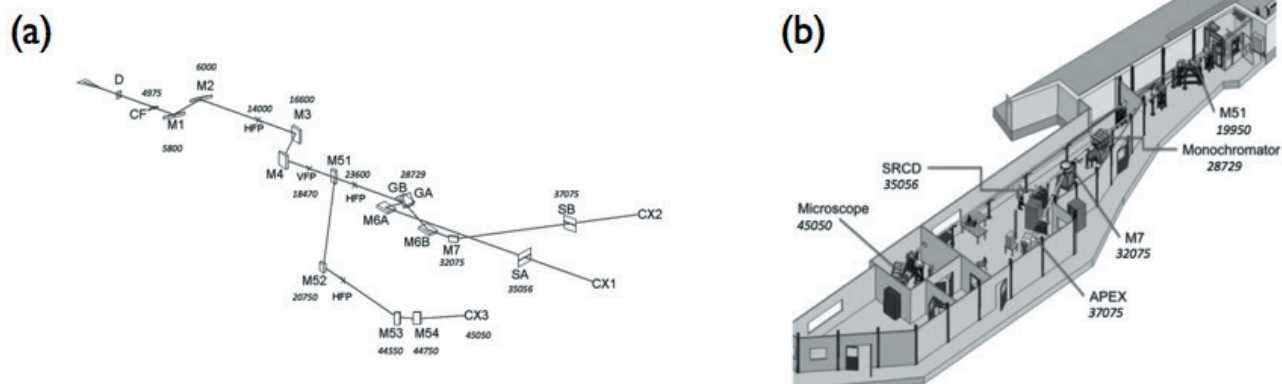 (a)
D
4975
CF
M1
5800
6000
M2
14000
HFP
16600
M3
M4
VFP
18470
M51
23600
HFP
28729
GB
GA
M6A
M6B
M7
32075
37075
SB
CX2
SA
35056
CX1
M52
20750
HFP
M53
44550
M54
44750
CX3
45050
(b)
M51
19950
Monochromator
28729
SRCD
35056
Microscope
45050
M7
32075
APEX
37075